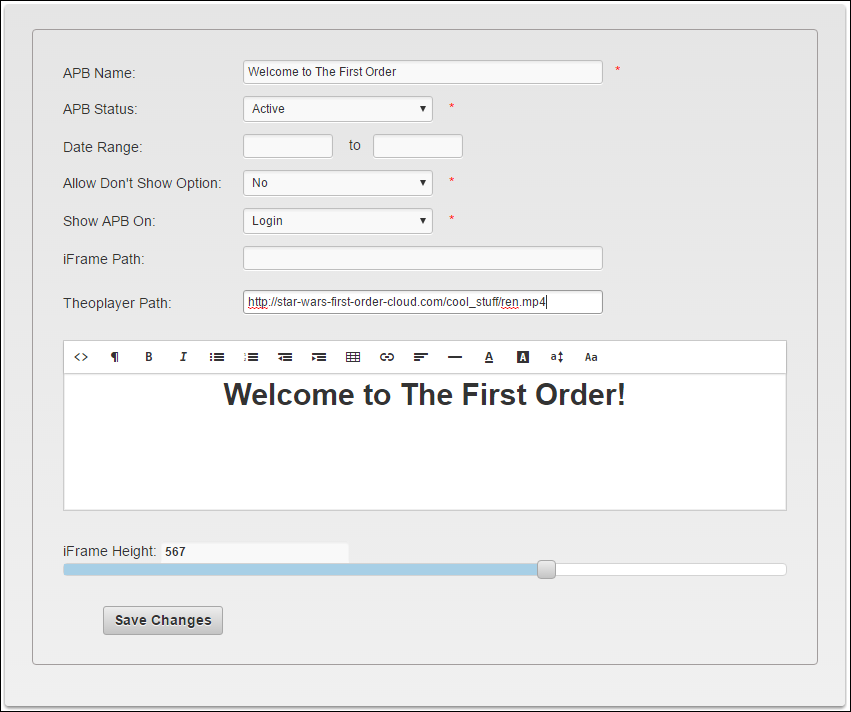 APB Name: Welcome to The First Order *
APB Status: Active *
Date Range: to
Allow Don't Show Option: No *
Show APB On: Login *
iFrame Path:
Theoplayer Path: http://star-wars-first-order-cloud.com/cool_stuff/ren.mp4
<> ¶ B I A A a Aa
Welcome to The First Order!
iFrame Height: 567
Save Changes